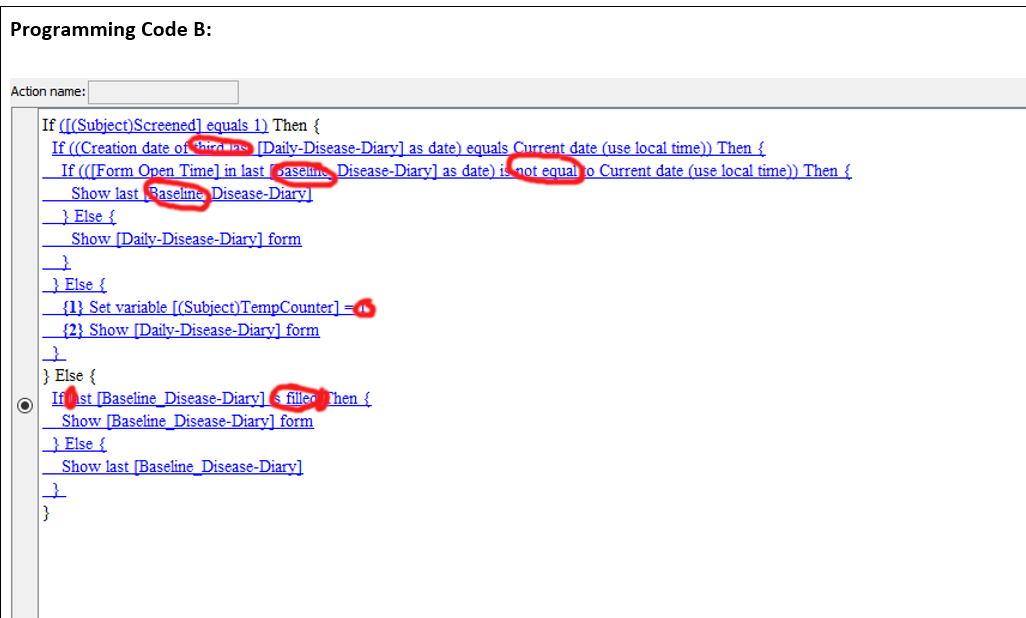 Programming Code B:
Action name:
If ([(Subject)Screened] equals 1) Then {
If ((Creation date of third last [Daily-Disease-Diary] as date) equals Current date (use local time)) Then {
If (([Form Open Time] in last [Baseline_Disease-Diary] as date) is not equal to Current date (use local time)) Then {
Show last [Baseline_Disease-Diary]
} Else {
Show [Daily-Disease-Diary] form
}
} Else {
{1} Set variable [(Subject)TempCounter] =
{2} Show [Daily-Disease-Diary] form
}
} Else {
If last [Baseline_Disease-Diary] is filled Then {
Show [Baseline_Disease-Diary] form
} Else {
Show last [Baseline_Disease-Diary]
}
}